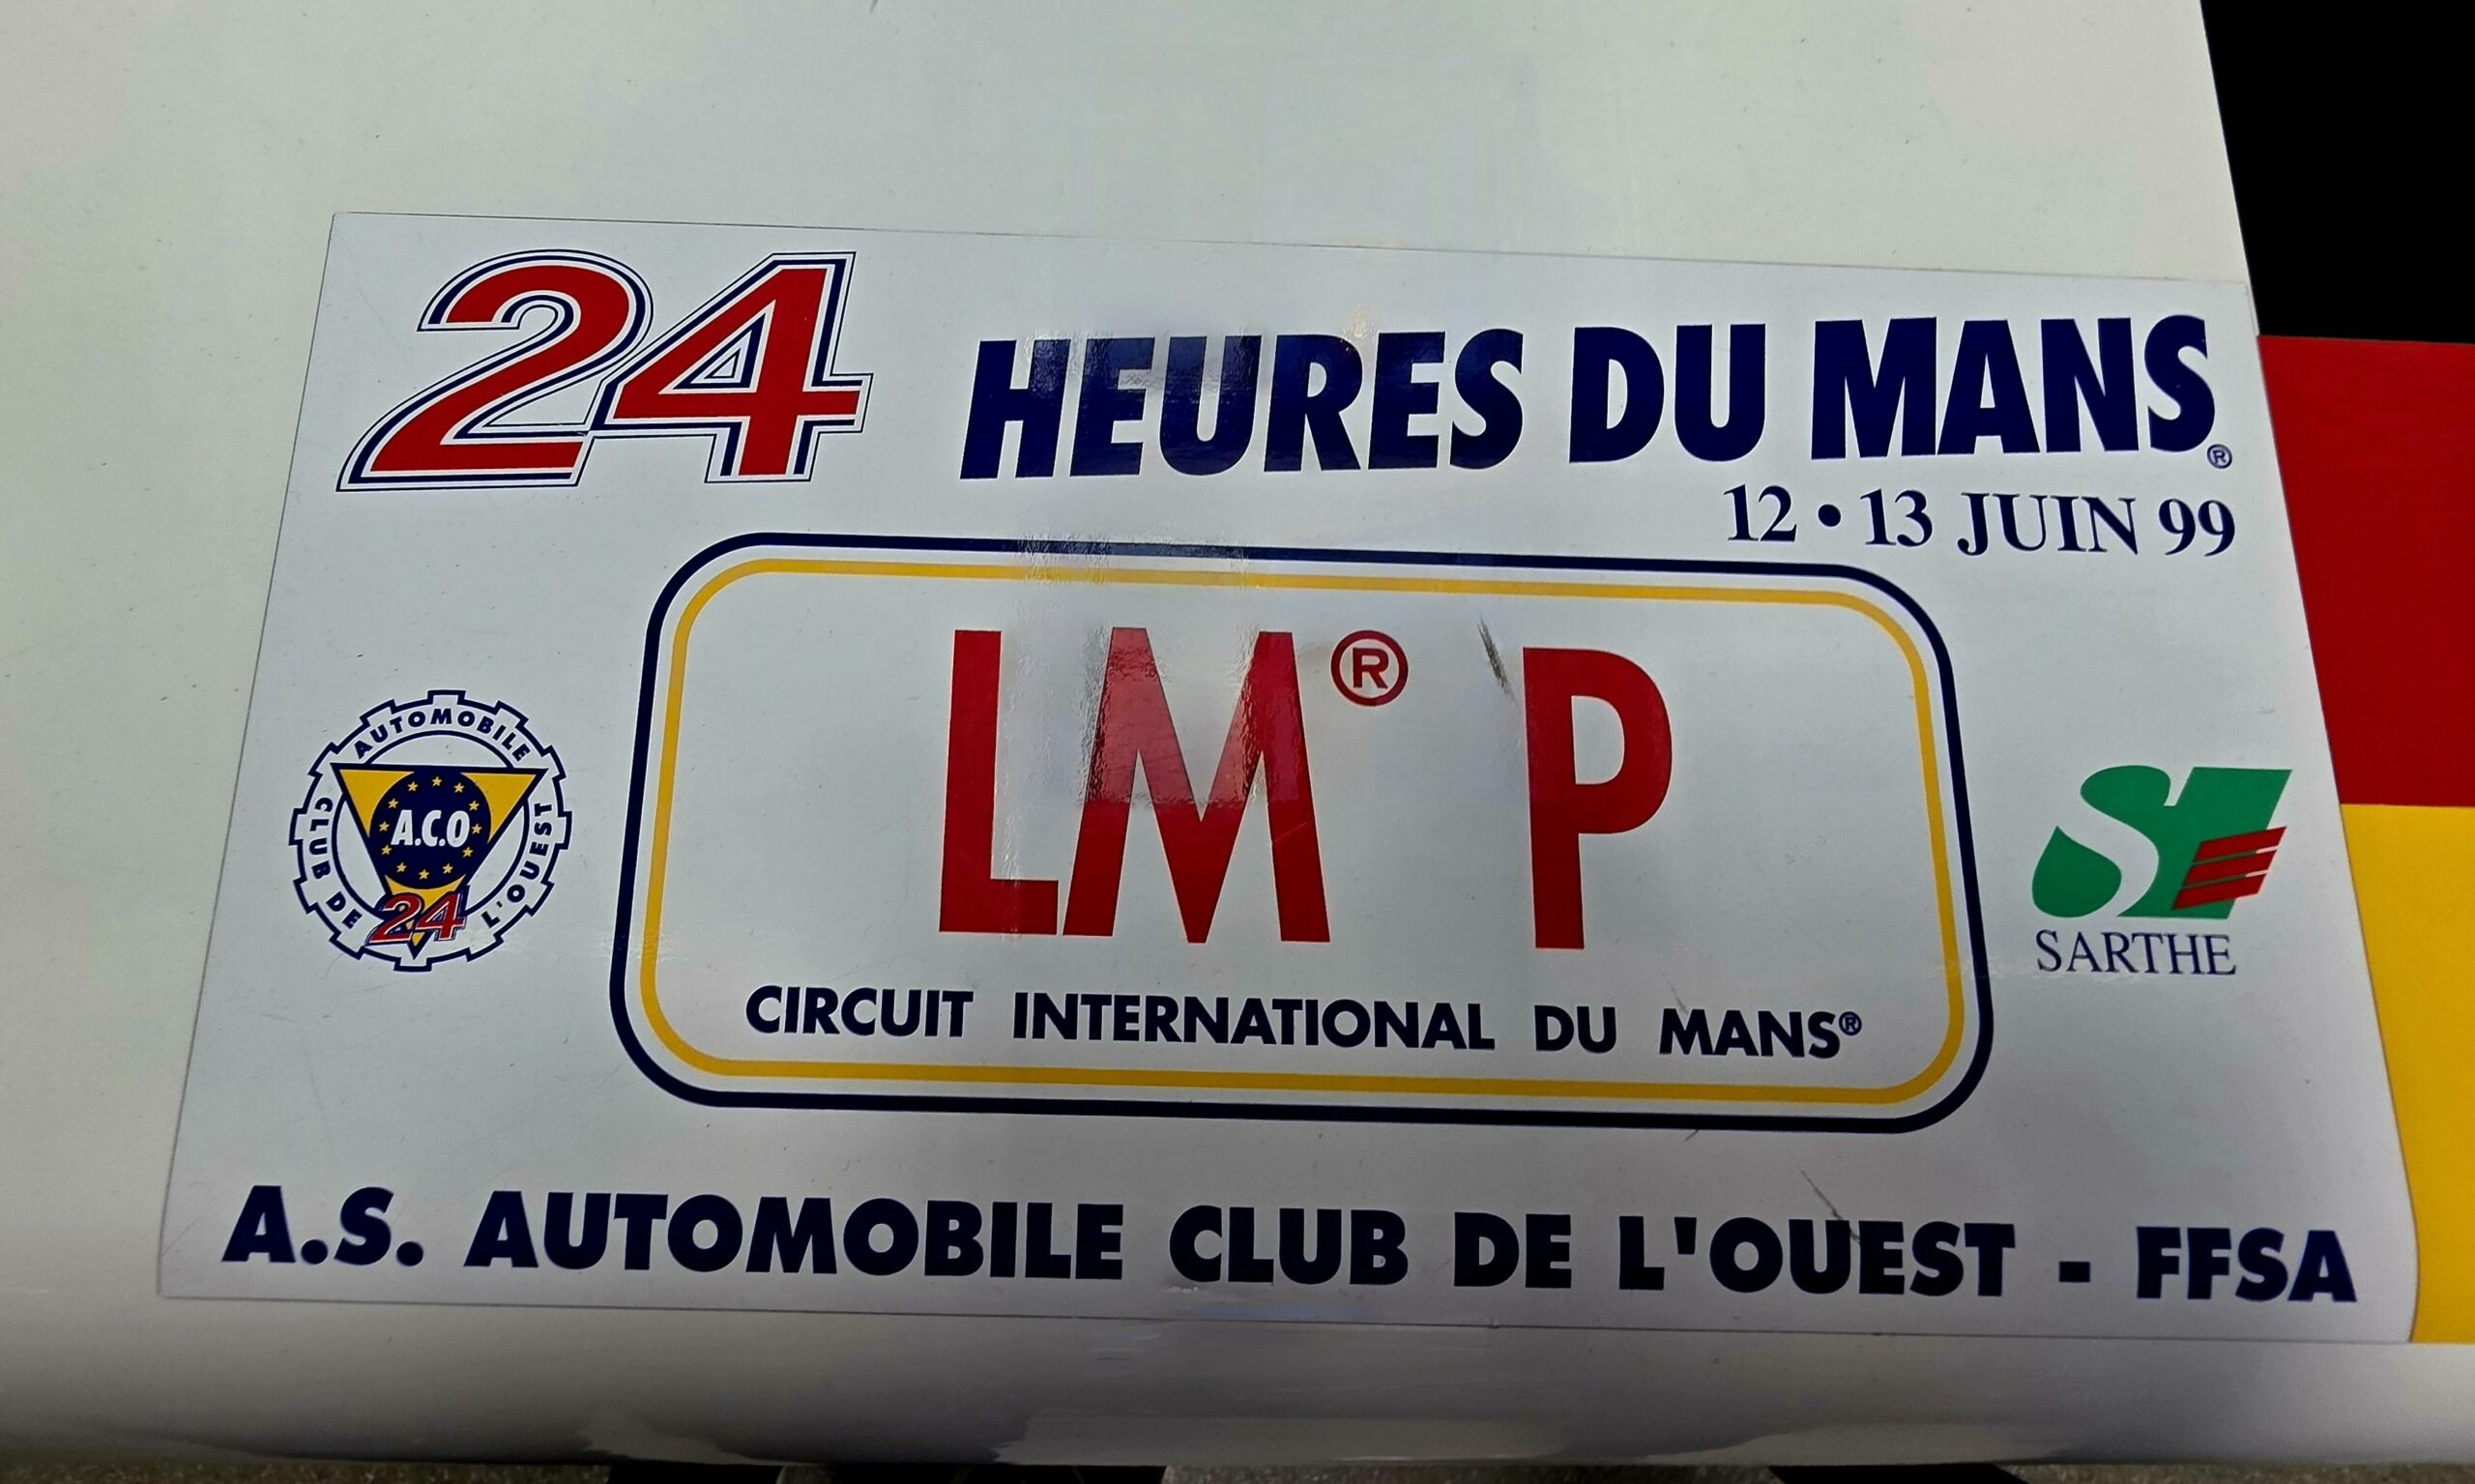 24 HEURES DU MANS®
12 • 13 JUIN 99
LM® P
CIRCUIT INTERNATIONAL DU MANS®
AUTOMOBILE
CLUB DE L'OUEST
A.C.O
24
SE
SARTHE
A.S. AUTOMOBILE CLUB DE L'OUEST - FFSA